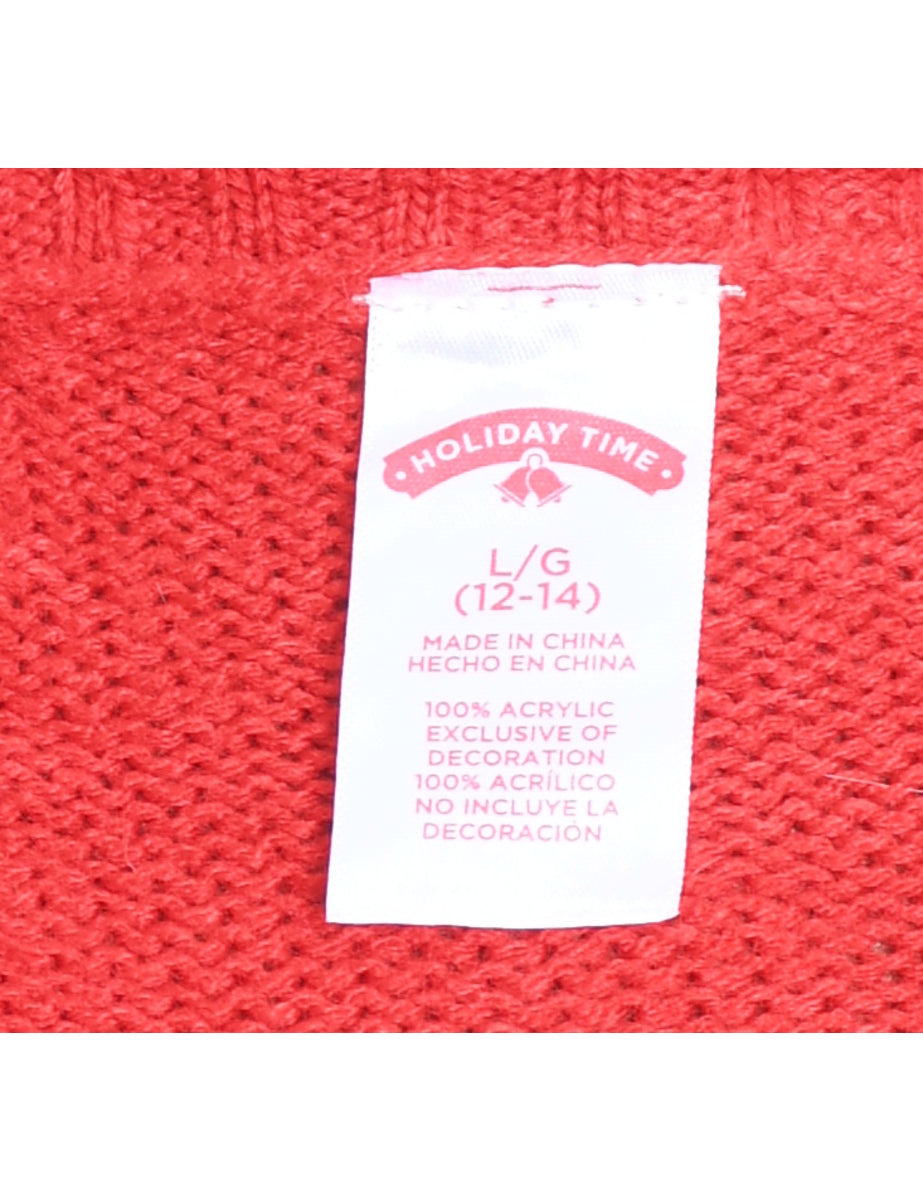 • HOLIDAY TIME •
L/G
(12-14)
MADE IN CHINA
HECHO EN CHINA
100% ACRYLIC
EXCLUSIVE OF
DECORATION
100% ACRÍLICO
NO INCLUYE LA
DECORACIÓN